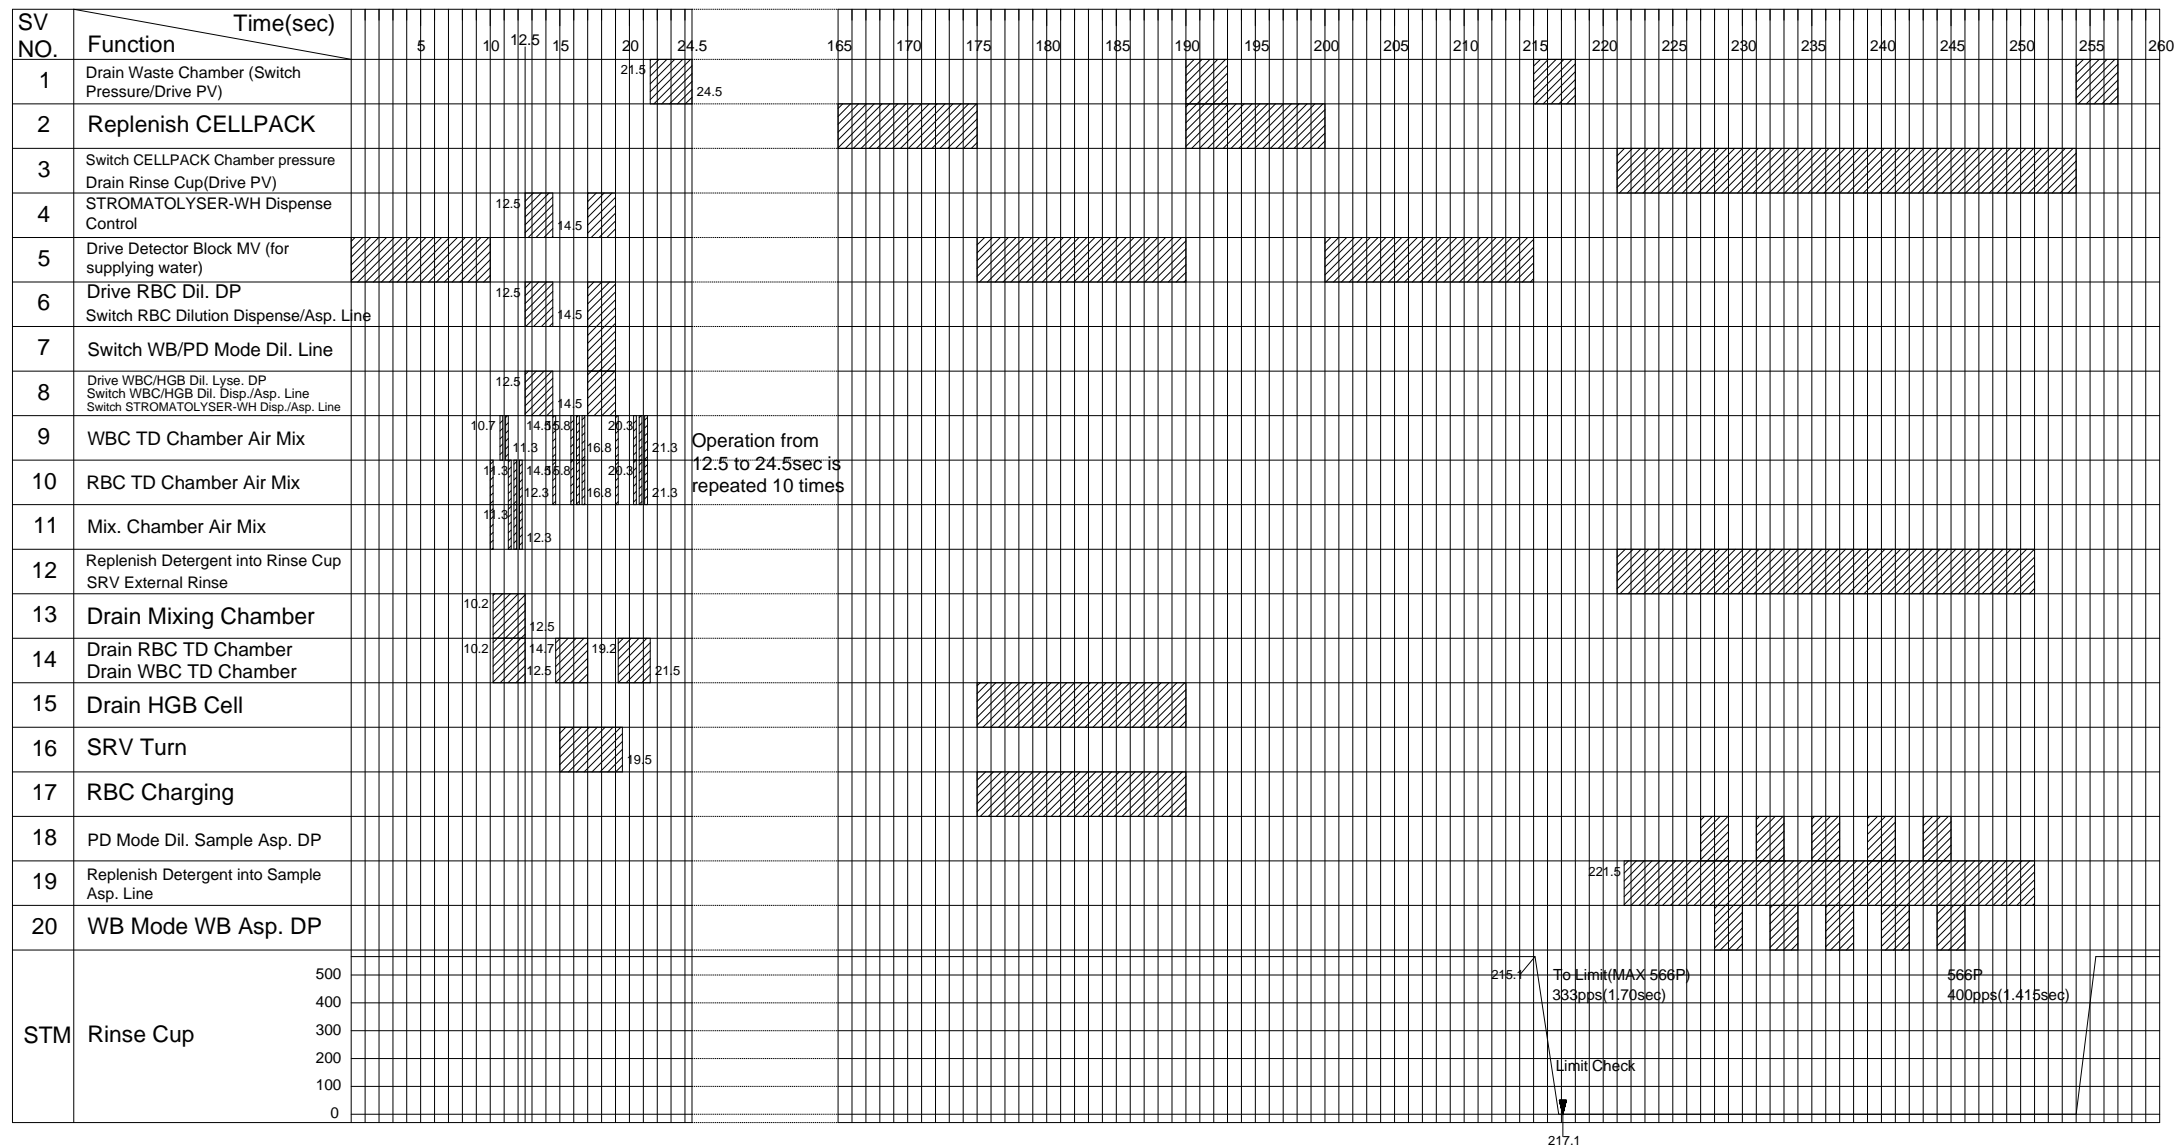 SV
NO.
Time(sec)
Function
5 10 12.5 15 20 24.5 165 170 175 180 185 190 195 200 205 210 215 220 225 230 235 240 245 250 255 260
1 Drain Waste Chamber (Switch
Pressure/Drive PV)
21.5
24.5
2 Replenish CELLPACK
3 Switch CELLPACK Chamber pressure
Drain Rinse Cup(Drive PV)
4 STROMATOLYSER-WH Dispense
Control
12.5
14.5
5 Drive Detector Block MV (for
supplying water)
6 Drive RBC Dil. DP
Switch RBC Dilution Dispense/Asp. Line
12.5
14.5
7 Switch WB/PD Mode Dil. Line
8 Drive WBC/HGB Dil. Lyse. DP
Switch WBC/HGB Dil. Disp./Asp. Line
Switch STROMATOLYSER-WH Disp./Asp. Line
12.5
14.5
9 WBC TD Chamber Air Mix
10.7 14.5 15.8 20.3
11.3 16.8 21.3
Operation from
12.5 to 24.5sec is
repeated 10 times
10 RBC TD Chamber Air Mix
11.3 14.5 15.8 20.3
12.3 16.8 21.3
11 Mix. Chamber Air Mix
11.3
12.3
12 Replenish Detergent into Rinse Cup
SRV External Rinse
13 Drain Mixing Chamber
10.2
12.5
14 Drain RBC TD Chamber
Drain WBC TD Chamber
10.2 14.7 19.2
12.5 21.5
15 Drain HGB Cell
16 SRV Turn
19.5
17 RBC Charging
18 PD Mode Dil. Sample Asp. DP
19 Replenish Detergent into Sample
Asp. Line
221.5
20 WB Mode WB Asp. DP
STM Rinse Cup
500
400
300
200
100
0
215.1
To Limit(MAX 566P)
333pps(1.70sec)
Limit Check
217.1
566P
400pps(1.415sec)